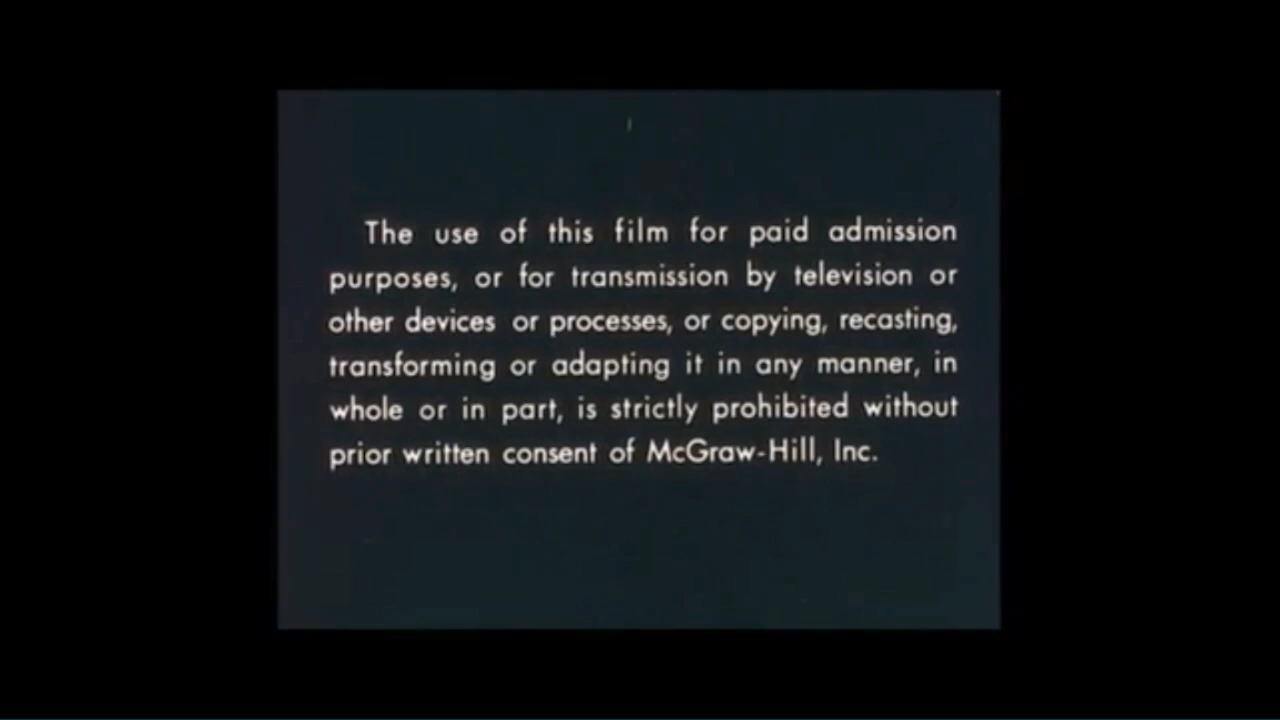 The use of this film for paid admission
purposes, or for transmission by television or
other devices or processes, or copying, recasting,
transforming or adapting it in any manner, in
whole or in part, is strictly prohibited without
prior written consent of McGraw-Hill, Inc.